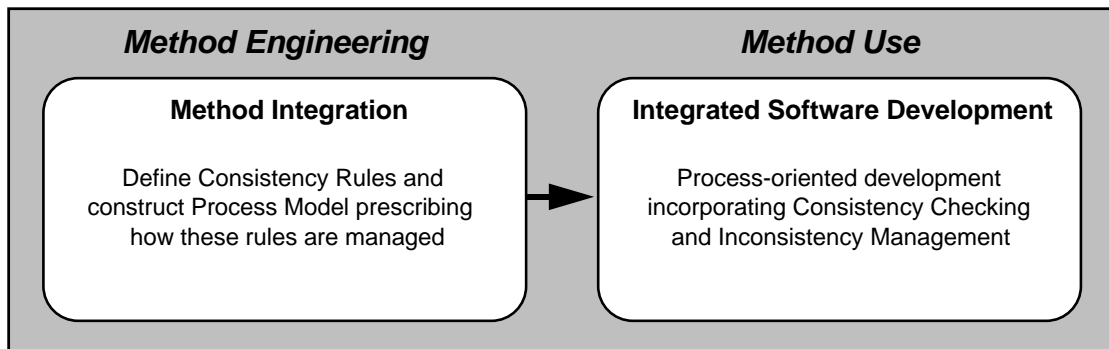 Method Engineering
Method Integration
Define Consistency Rules and
construct Process Model prescribing
how these rules are managed
Method Use
Integrated Software Development
Process-oriented development
incorporating Consistency Checking
and Inconsistency Management